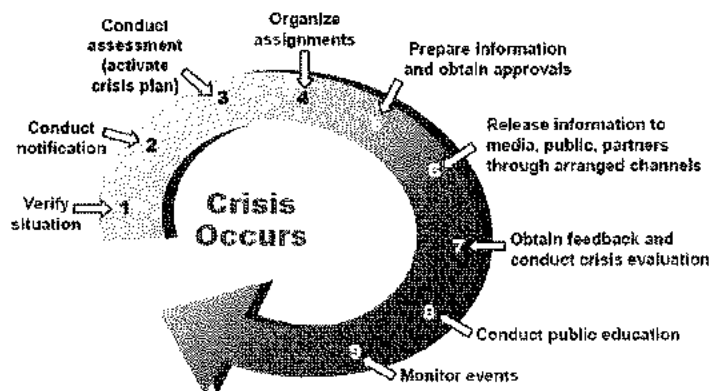 Verify
situation
1
Conduct
notification
2
Conduct
assessment
(activate
crisis plan)
3
Organize
assignments
4
Prepare information
and obtain approvals
Release information to
media, public, partners
through arranged channels
6
Obtain feedback and
conduct crisis evaluation
7
Conduct public education
8
Monitor events
9
Crisis
Occurs